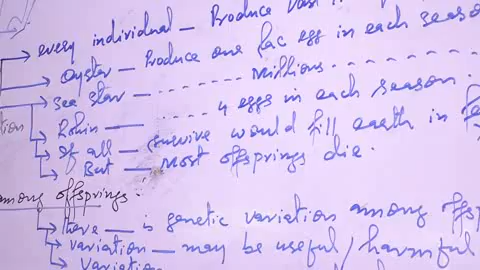 every individual — Produce vast
Oyster — Produce one lac egg in each season
Sea star — - - - - - - - Millions - - - - - - - -
Robin — - - - - - 4 eggs in each season.
If all — survive would fill earth in
But — Most offsprings die.
among offsprings.
there — is genetic variation among offsp
variation — may be useful/harmful
variation